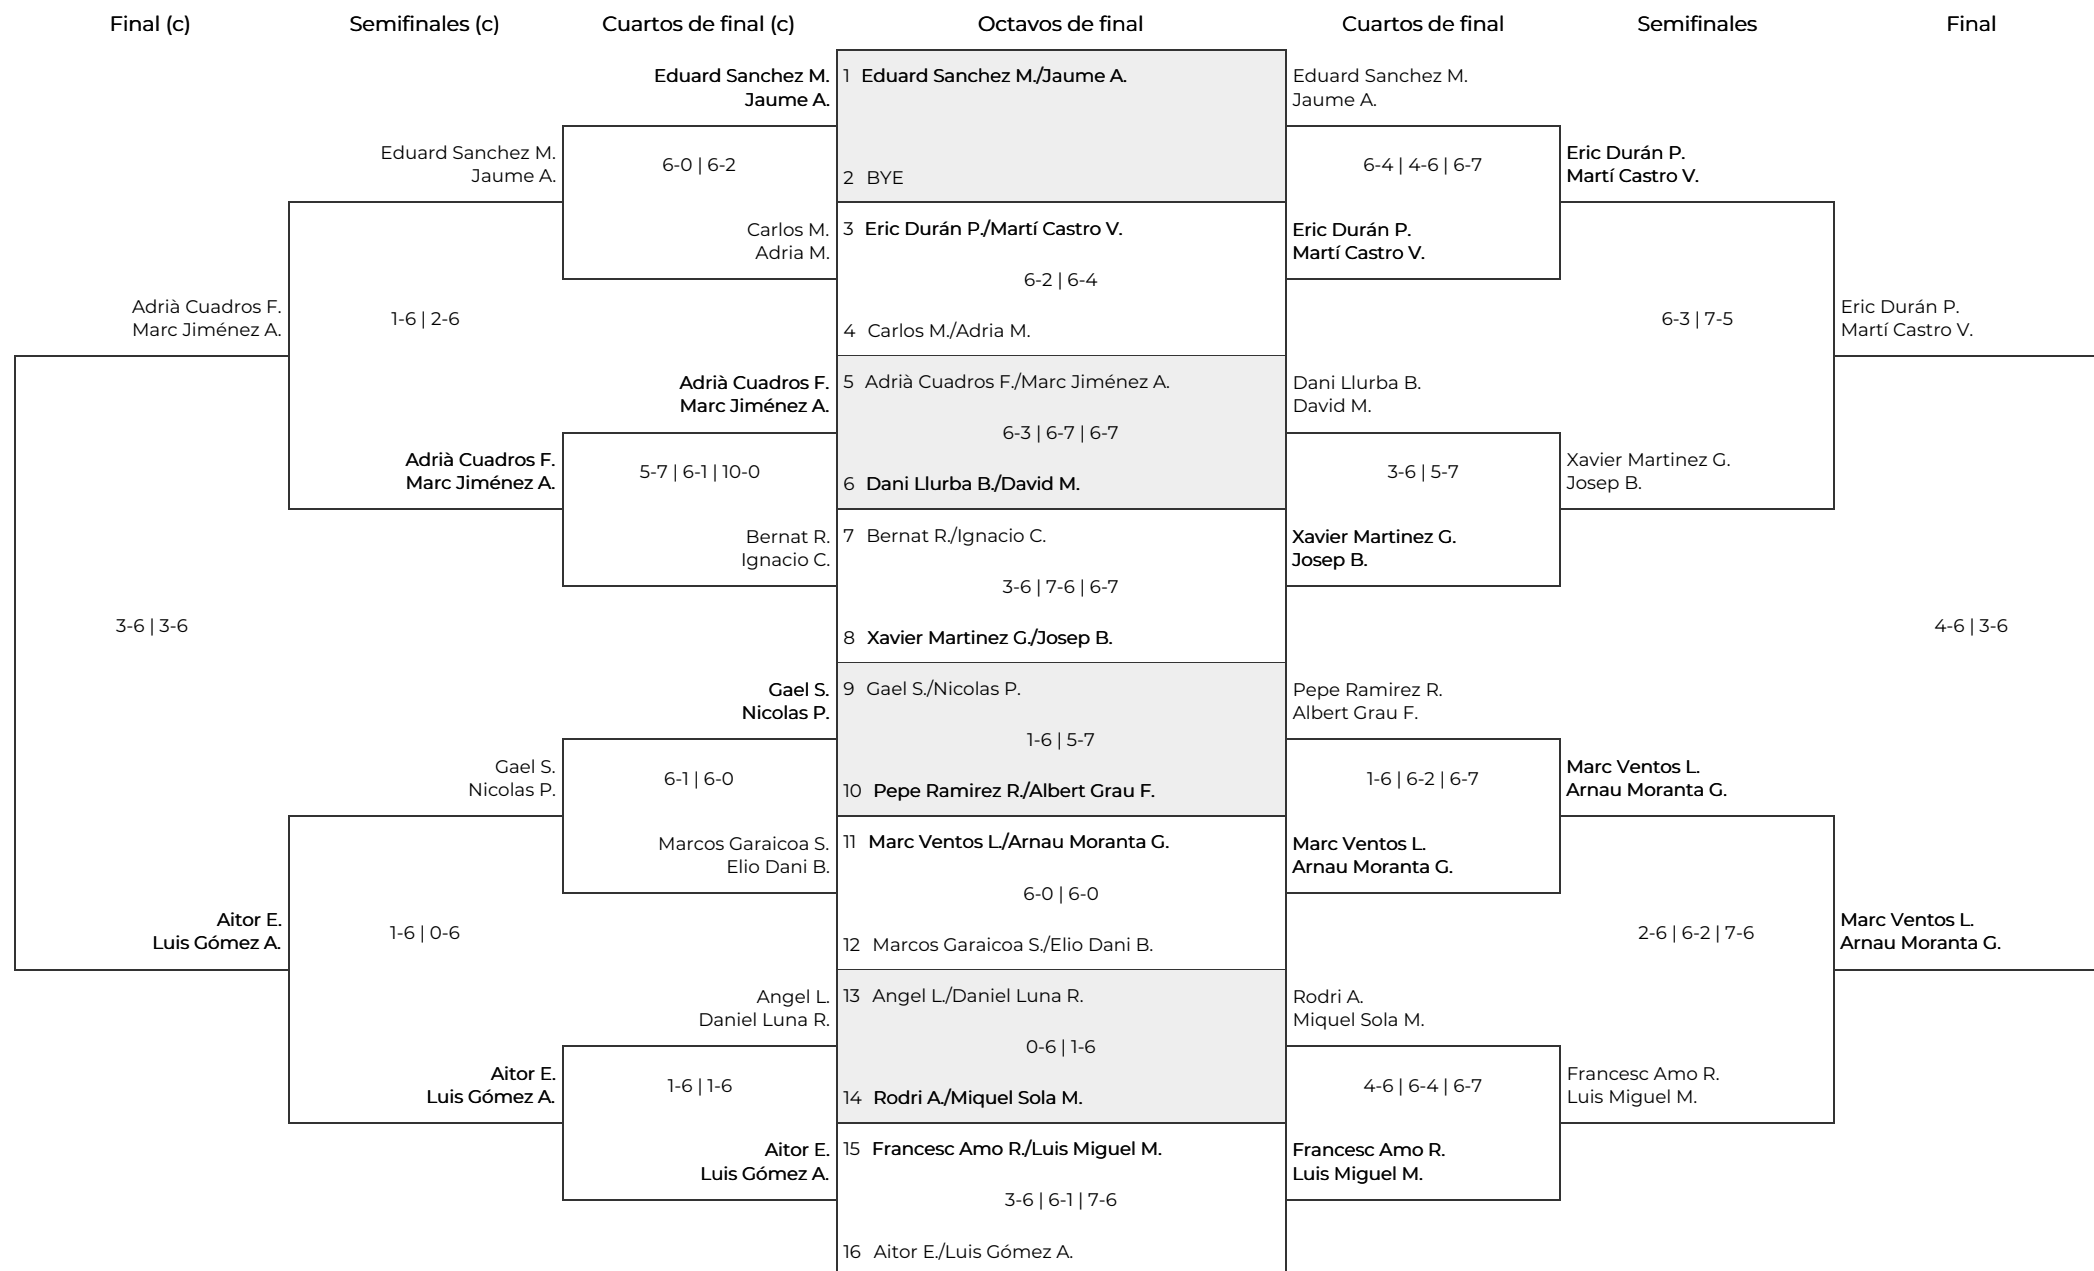 Final (c)
Semifinales (c)
Cuartos de final (c)
Octavos de final
Cuartos de final
Semifinales
Final
Adrià Cuadros F.
Marc Jiménez A.
3-6 | 3-6
Aitor E.
Luis Gómez A.
Eduard Sanchez M.
Jaume A.
1-6 | 2-6
Adrià Cuadros F.
Marc Jiménez A.
Gael S.
Nicolas P.
1-6 | 0-6
Aitor E.
Luis Gómez A.
Eduard Sanchez M.
Jaume A.
6-0 | 6-2
Carlos M.
Adria M.
Adrià Cuadros F.
Marc Jiménez A.
5-7 | 6-1 | 10-0
Bernat R.
Ignacio C.
Gael S.
Nicolas P.
6-1 | 6-0
Marcos Garaicoa S.
Elio Dani B.
Angel L.
Daniel Luna R.
1-6 | 1-6
Aitor E.
Luis Gómez A.
1 Eduard Sanchez M./Jaume A.
2 BYE
3 Eric Durán P./Martí Castro V.
6-2 | 6-4
4 Carlos M./Adria M.
5 Adrià Cuadros F./Marc Jiménez A.
6-3 | 6-7 | 6-7
6 Dani Llurba B./David M.
7 Bernat R./Ignacio C.
3-6 | 7-6 | 6-7
8 Xavier Martinez G./Josep B.
9 Gael S./Nicolas P.
1-6 | 5-7
10 Pepe Ramirez R./Albert Grau F.
11 Marc Ventos L./Arnau Moranta G.
6-0 | 6-0
12 Marcos Garaicoa S./Elio Dani B.
13 Angel L./Daniel Luna R.
0-6 | 1-6
14 Rodri A./Miquel Sola M.
15 Francesc Amo R./Luis Miguel M.
3-6 | 6-1 | 7-6
16 Aitor E./Luis Gómez A.
Eduard Sanchez M.
Jaume A.
6-4 | 4-6 | 6-7
Eric Durán P.
Martí Castro V.
Dani Llurba B.
David M.
3-6 | 5-7
Xavier Martinez G.
Josep B.
Pepe Ramirez R.
Albert Grau F.
1-6 | 6-2 | 6-7
Marc Ventos L.
Arnau Moranta G.
Rodri A.
Miquel Sola M.
4-6 | 6-4 | 6-7
Francesc Amo R.
Luis Miguel M.
Eric Durán P.
Martí Castro V.
6-3 | 7-5
Xavier Martinez G.
Josep B.
Marc Ventos L.
Arnau Moranta G.
2-6 | 6-2 | 7-6
Francesc Amo R.
Luis Miguel M.
Eric Durán P.
Martí Castro V.
4-6 | 3-6
Marc Ventos L.
Arnau Moranta G.